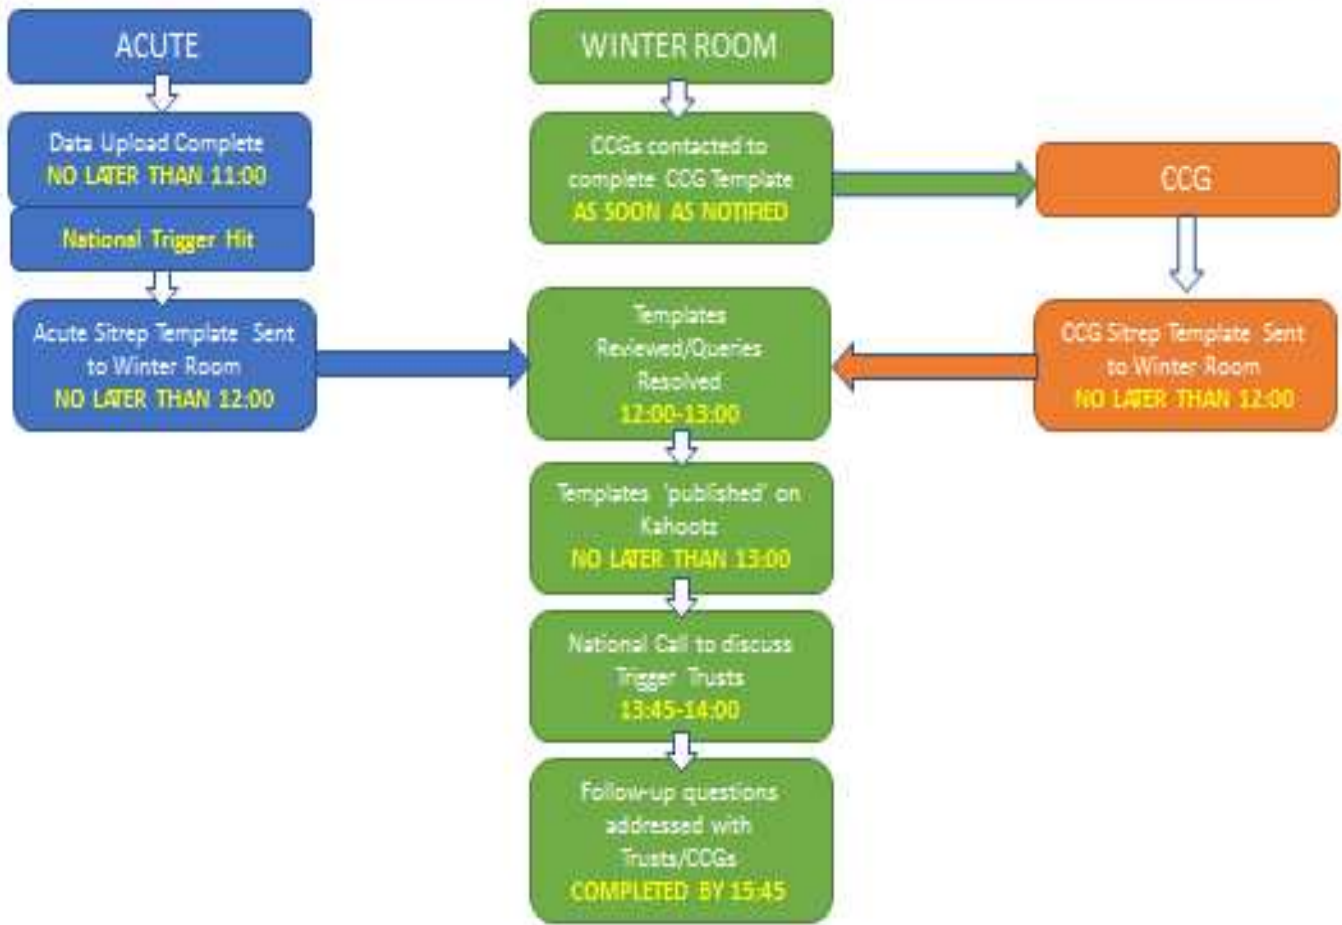 ACUTE
Data Upload Complete
NO LATER THAN 11:00
National Trigger Hit
Acute Sitrep Template Sent
to Winter Room
NO LATER THAN 12:00
WINTER ROOM
CCGs contacted to
complete CCG Template
AS SOON AS NOTIFIED
Templates
Reviewed/Queries
Resolved
12:00-13:00
Templates 'published' on
Kahootz
NO LATER THAN 13:00
National Call to discuss
Trigger Trusts
13:45-14:00
Follow-up questions
addressed with
Trusts/CCGs
COMPLETED BY 15:45
CCG
CCG Sitrep Template Sent
to Winter Room
NO LATER THAN 12:00